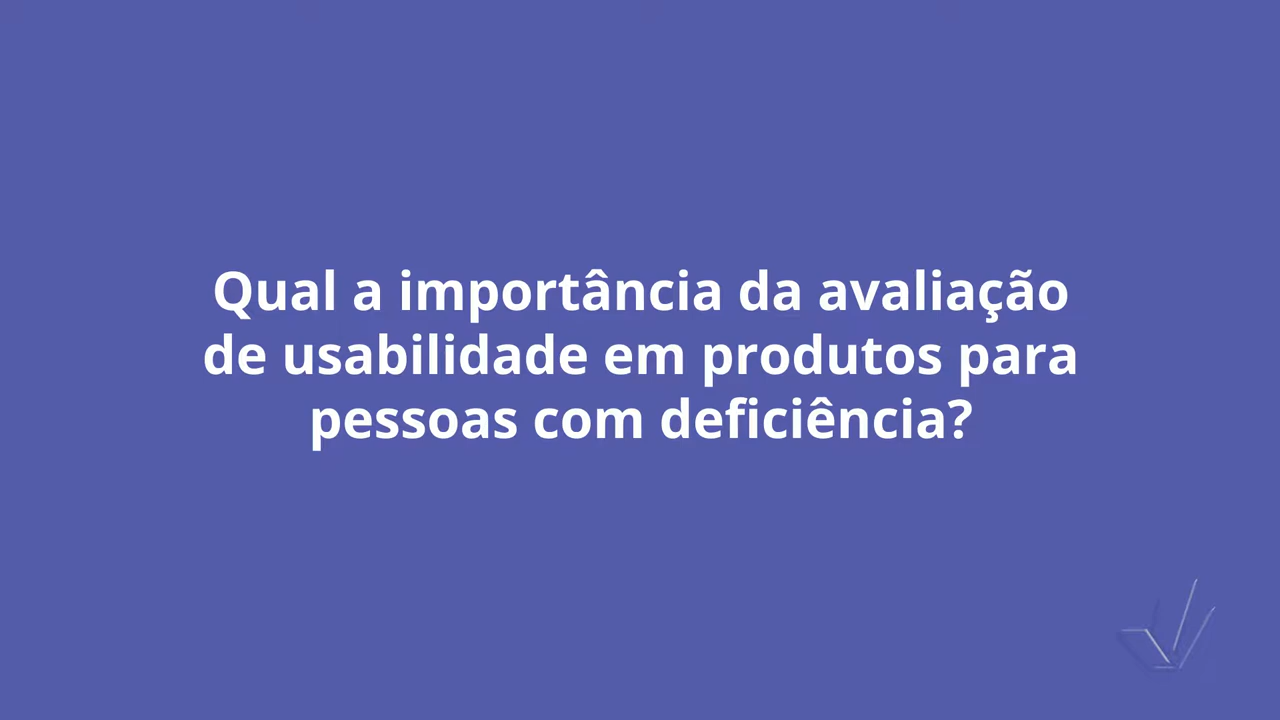 Qual a importância da avaliação
de usabilidade em produtos para
pessoas com deficiência?